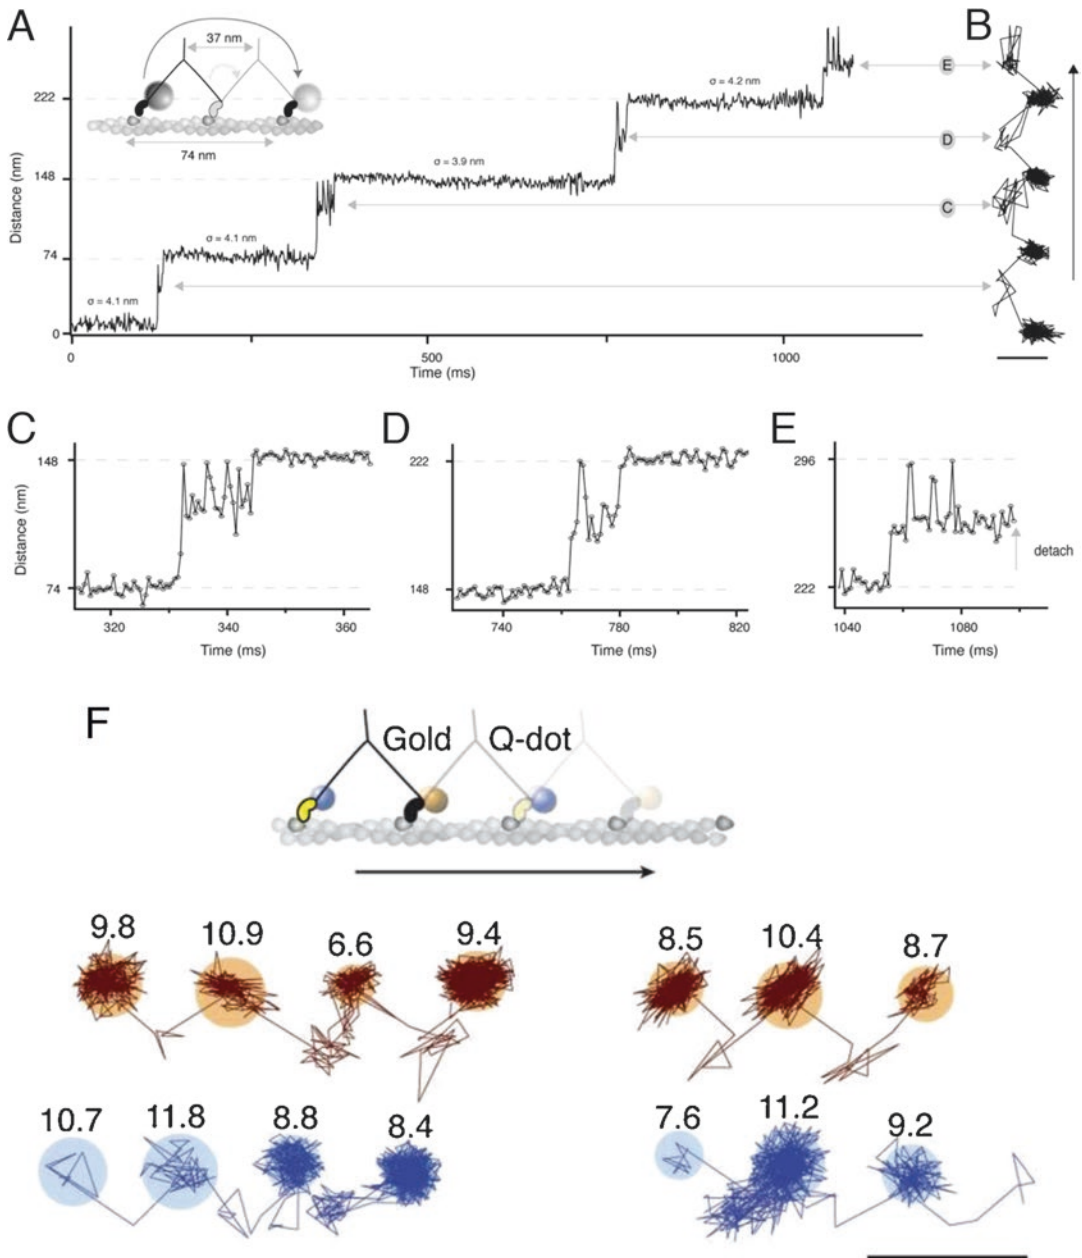 A
B
37 nm
74 nm
σ = 4.2 nm
E
222
D
σ = 3.9 nm
148
C
σ = 4.1 nm
74
σ = 4.1 nm
0
Distance (nm)
0
500
1000
Time (ms)
C
148
74
Distance (nm)
320
340
360
Time (ms)
D
222
148
740
780
820
Time (ms)
E
296
222
detach
1040
1080
Time (ms)
F
Gold
Q-dot
9.8
10.9
6.6
9.4
8.5
10.4
8.7
10.7
11.8
8.8
8.4
7.6
11.2
9.2